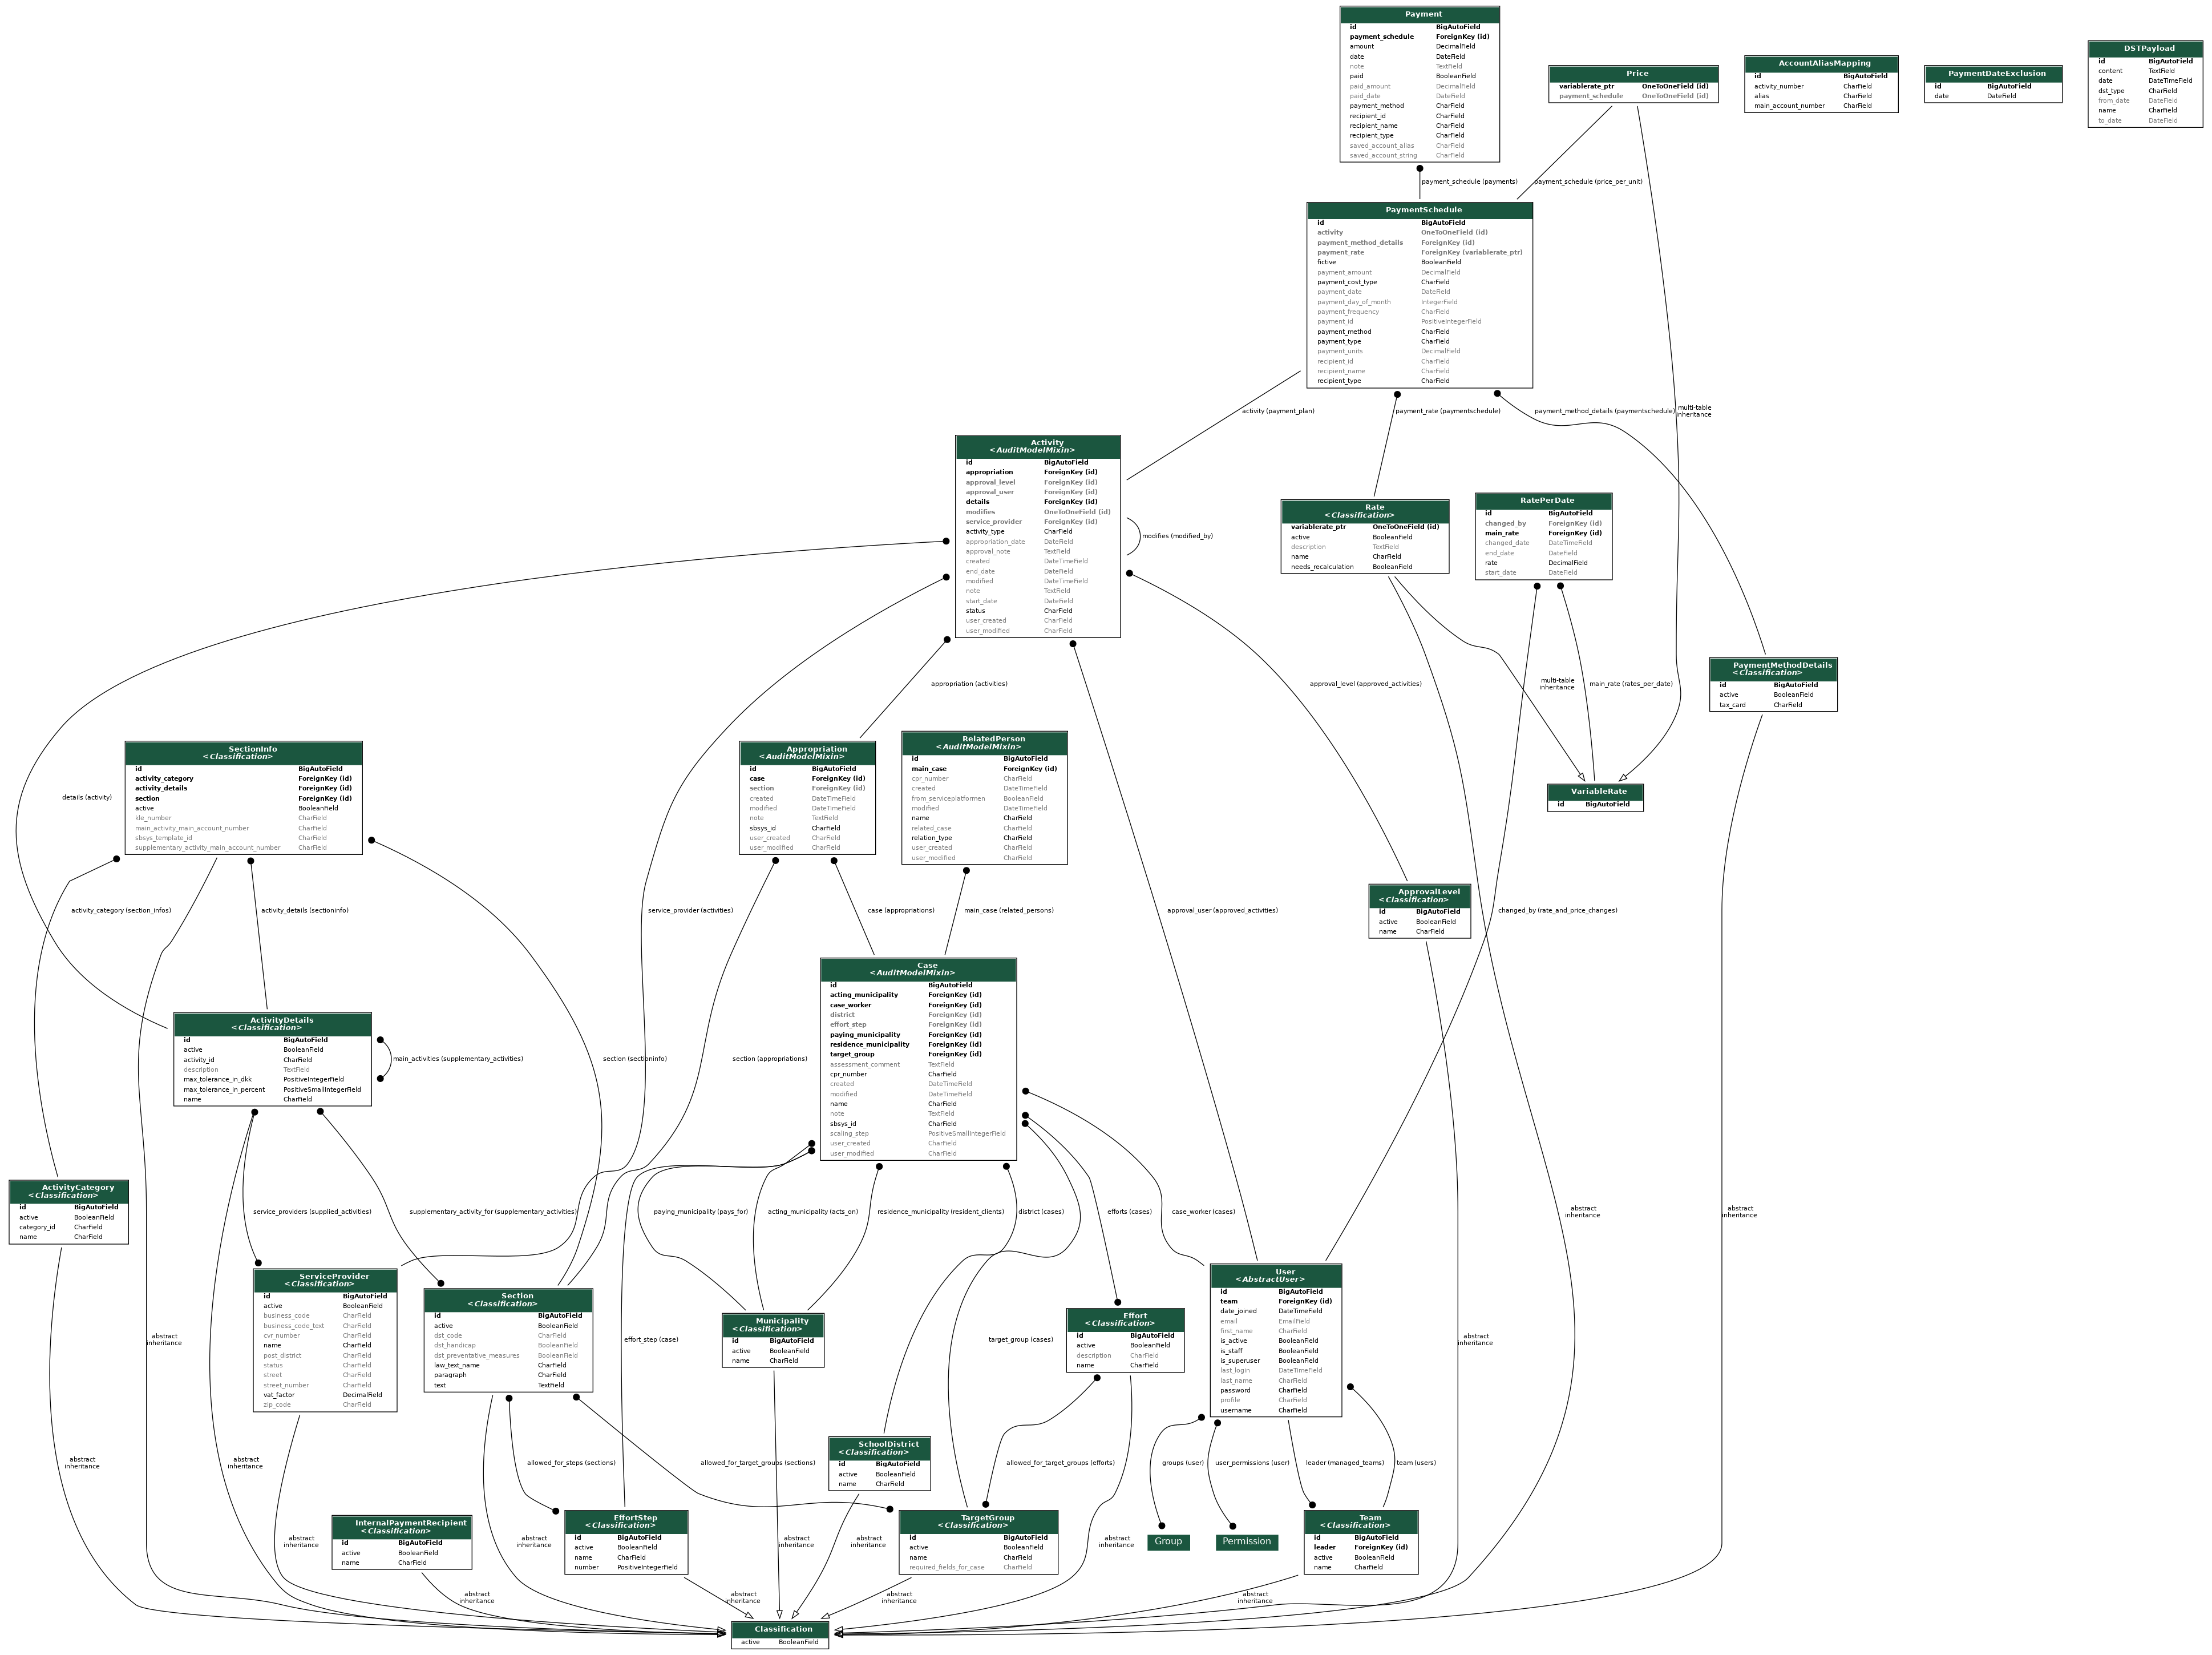 Payment
id BigAutoField
payment_schedule ForeignKey (id)
amount DecimalField
date DateField
note TextField
paid BooleanField
paid_amount DecimalField
paid_date DateField
payment_method CharField
recipient_id CharField
recipient_name CharField
recipient_type CharField
saved_account_alias CharField
saved_account_string CharField
Price
variablerate_ptr OneToOneField (id)
payment_schedule OneToOneField (id)
AccountAliasMapping
id BigAutoField
activity_number CharField
alias CharField
main_account_number CharField
PaymentDateExclusion
id BigAutoField
date DateField
DSTPayload
id BigAutoField
content TextField
date DateTimeField
dst_type CharField
from_date DateField
name CharField
to_date DateField
payment_schedule (payments)
payment_schedule (price_per_unit)
PaymentSchedule
id BigAutoField
activity OneToOneField (id)
payment_method_details ForeignKey (id)
payment_rate ForeignKey (variablerate_ptr)
fictive BooleanField
payment_amount DecimalField
payment_cost_type CharField
payment_date DateField
payment_day_of_month IntegerField
payment_frequency CharField
payment_id PositiveIntegerField
payment_method CharField
payment_type CharField
payment_units DecimalField
recipient_id CharField
recipient_name CharField
recipient_type CharField
activity (payment_plan)
payment_rate (paymentschedule)
payment_method_details (paymentschedule)
multi-table
inheritance
Activity
<AuditModelMixin>
id BigAutoField
appropriation ForeignKey (id)
approval_level ForeignKey (id)
approval_user ForeignKey (id)
details ForeignKey (id)
modifies OneToOneField (id)
service_provider ForeignKey (id)
activity_type CharField
appropriation_date DateField
approval_note TextField
created DateTimeField
end_date DateField
modified DateTimeField
note TextField
start_date DateField
status CharField
user_created CharField
user_modified CharField
modifies (modified_by)
Rate
<Classification>
variablerate_ptr OneToOneField (id)
active BooleanField
description TextField
name CharField
needs_recalculation BooleanField
RatePerDate
id BigAutoField
changed_by ForeignKey (id)
main_rate ForeignKey (id)
changed_date DateTimeField
end_date DateField
rate DecimalField
start_date DateField
PaymentMethodDetails
<Classification>
id BigAutoField
active BooleanField
tax_card CharField
appropriation (activities)
approval_level (approved_activities)
multi-table
inheritance
main_rate (rates_per_date)
VariableRate
id BigAutoField
details (activity)
SectionInfo
<Classification>
id BigAutoField
activity_category ForeignKey (id)
activity_details ForeignKey (id)
section ForeignKey (id)
active BooleanField
kle_number CharField
main_activity_main_account_number CharField
sbsys_template_id CharField
supplementary_activity_main_account_number CharField
Appropriation
<AuditModelMixin>
id BigAutoField
case ForeignKey (id)
section ForeignKey (id)
created DateTimeField
modified DateTimeField
note TextField
sbsys_id CharField
user_created CharField
user_modified CharField
RelatedPerson
<AuditModelMixin>
id BigAutoField
main_case ForeignKey (id)
cpr_number CharField
created DateTimeField
from_serviceplatformen BooleanField
modified DateTimeField
name CharField
related_case CharField
relation_type CharField
user_created CharField
user_modified CharField
ApprovalLevel
<Classification>
id BigAutoField
active BooleanField
name CharField
activity_category (section_infos)
activity_details (sectioninfo)
service_provider (activities)
case (appropriations)
main_case (related_persons)
approval_user (approved_activities)
changed_by (rate_and_price_changes)
ActivityDetails
<Classification>
id BigAutoField
active BooleanField
activity_id CharField
description TextField
max_tolerance_in_dkk PositiveIntegerField
max_tolerance_in_percent PositiveSmallIntegerField
name CharField
main_activities (supplementary_activities)
section (sectioninfo)
section (appropriations)
Case
<AuditModelMixin>
id BigAutoField
acting_municipality ForeignKey (id)
case_worker ForeignKey (id)
district ForeignKey (id)
effort_step ForeignKey (id)
paying_municipality ForeignKey (id)
residence_municipality ForeignKey (id)
target_group ForeignKey (id)
assessment_comment TextField
cpr_number CharField
created DateTimeField
modified DateTimeField
name CharField
note TextField
sbsys_id CharField
scaling_step PositiveSmallIntegerField
user_created CharField
user_modified CharField
ActivityCategory
<Classification>
id BigAutoField
active BooleanField
category_id CharField
name CharField
service_providers (supplied_activities)
supplementary_activity_for (supplementary_activities)
paying_municipality (pays_for)
acting_municipality (acts_on)
residence_municipality (resident_clients)
district (cases)
efforts (cases)
case_worker (cases)
abstract
inheritance
abstract
inheritance
ServiceProvider
<Classification>
id BigAutoField
active BooleanField
business_code CharField
business_code_text CharField
cvr_number CharField
name CharField
post_district CharField
status CharField
street CharField
street_number CharField
vat_factor DecimalField
zip_code CharField
Section
<Classification>
id BigAutoField
active BooleanField
dst_code CharField
dst_handicap BooleanField
dst_preventative_measures BooleanField
law_text_name CharField
paragraph CharField
text TextField
Municipality
<Classification>
id BigAutoField
active BooleanField
name CharField
Effort
<Classification>
id BigAutoField
active BooleanField
description CharField
name CharField
User
<AbstractUser>
id BigAutoField
team ForeignKey (id)
date_joined DateTimeField
email EmailField
first_name CharField
is_active BooleanField
is_staff BooleanField
is_superuser BooleanField
last_login DateTimeField
last_name CharField
password CharField
profile CharField
username CharField
abstract
inheritance
effort_step (case)
target_group (cases)
abstract
inheritance
SchoolDistrict
<Classification>
id BigAutoField
active BooleanField
name CharField
abstract
inheritance
abstract
inheritance
allowed_for_steps (sections)
allowed_for_target_groups (sections)
allowed_for_target_groups (efforts)
groups (user)
user_permissions (user)
leader (managed_teams)
team (users)
InternalPaymentRecipient
<Classification>
id BigAutoField
active BooleanField
name CharField
EffortStep
<Classification>
id BigAutoField
active BooleanField
name CharField
number PositiveIntegerField
TargetGroup
<Classification>
id BigAutoField
active BooleanField
name CharField
required_fields_for_case CharField
Group
Permission
Team
<Classification>
id BigAutoField
leader ForeignKey (id)
active BooleanField
name CharField
abstract
inheritance
abstract
inheritance
abstract
inheritance
abstract
inheritance
abstract
inheritance
abstract
inheritance
abstract
inheritance
abstract
inheritance
abstract
inheritance
Classification
active BooleanField